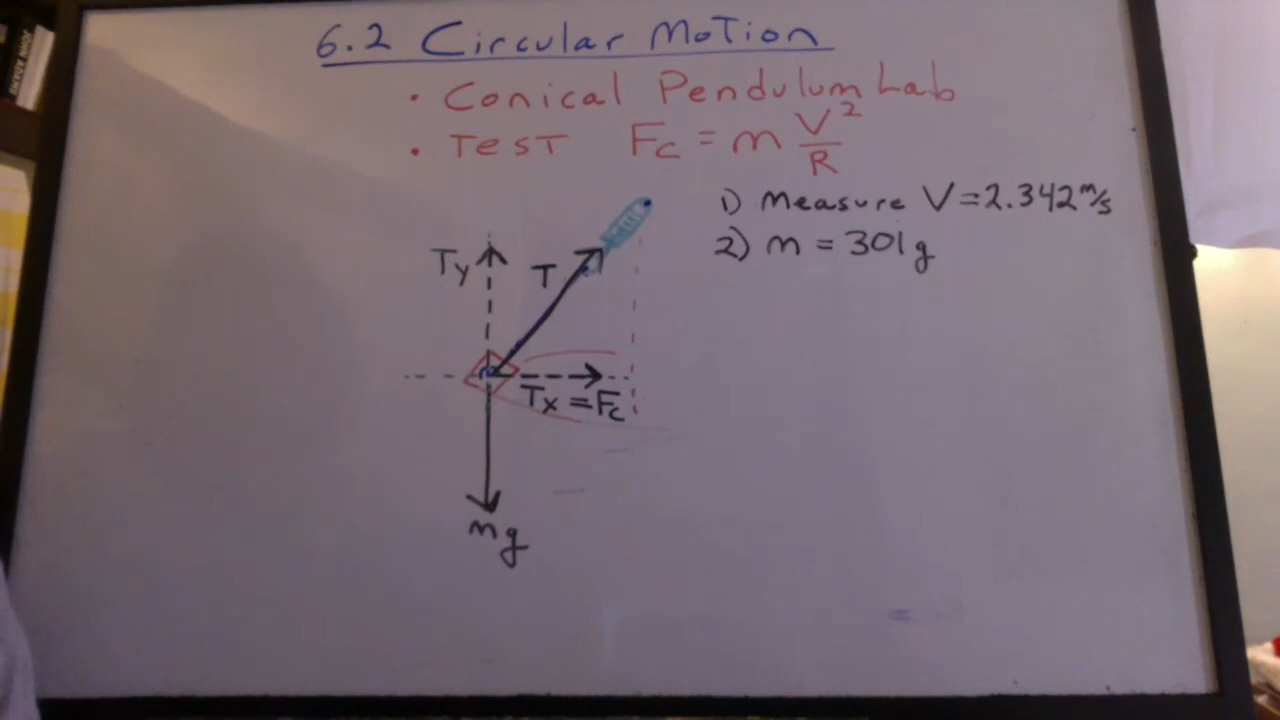 6.2 Circular Motion
• Conical Pendulum Lab
• Test Fc = m V²/R
1) Measure V = 2.342 m/s
2) m = 301g
Ty
T
Tx = Fc
mg